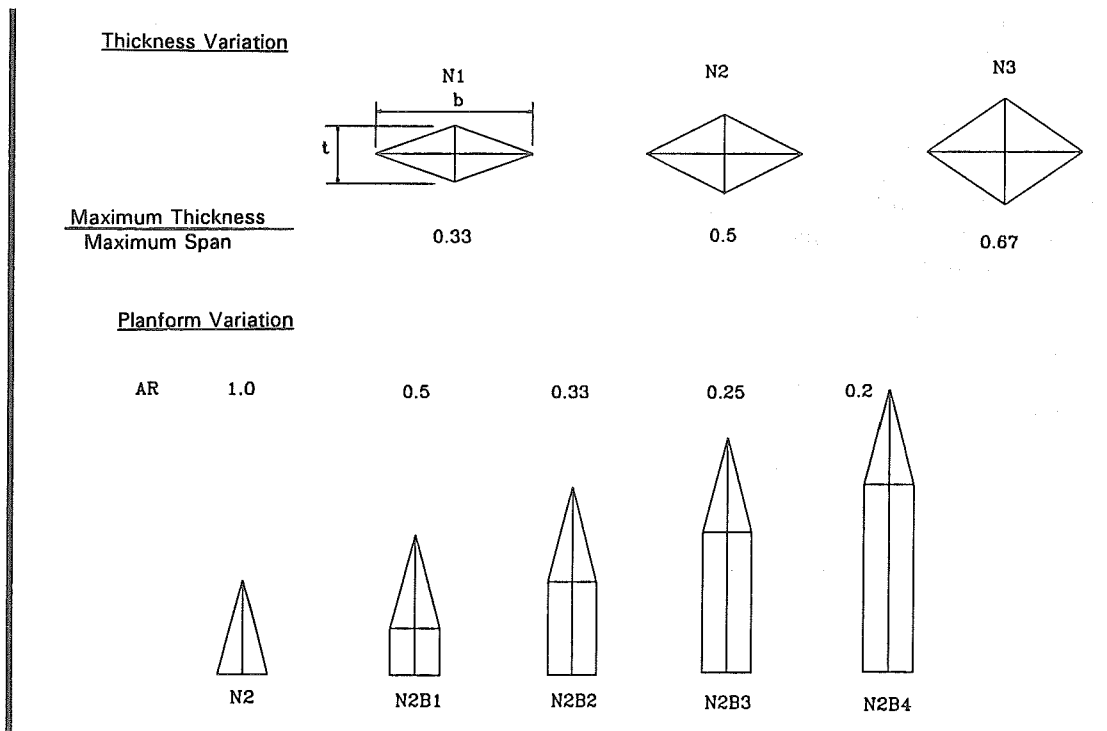 Thickness Variation
N1
N2
N3
b
t
Maximum Thickness
Maximum Span
0.33
0.5
0.67
Planform Variation
AR
1.0
0.5
0.33
0.25
0.2
N2
N2B1
N2B2
N2B3
N2B4